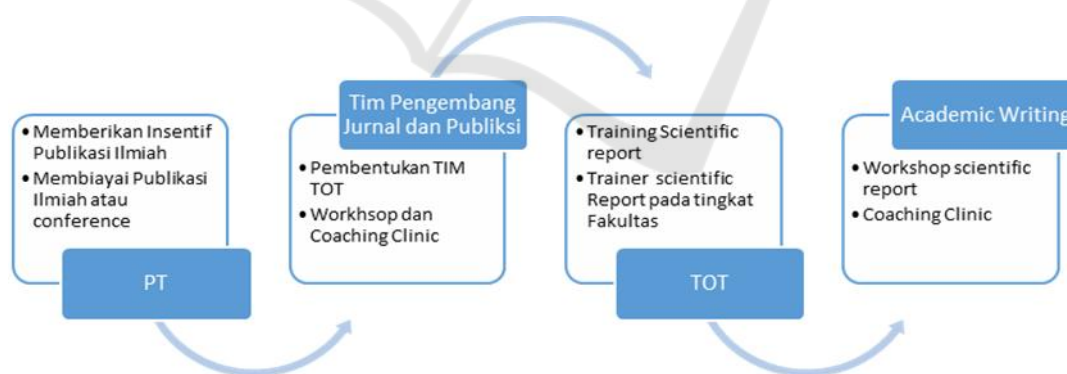 • Memberikan Insentif
Publikasi Ilmiah
• Membiayai Publikasi
Ilmiah atau
conference
PT
Tim Pengembang
Jurnal dan Publiksi
• Pembentukan TIM
TOT
• Workhsop dan
Coaching Clinic
• Training Scientific
report
• Trainer scientific
Report pada tingkat
Fakultas
TOT
Academic Writing
• Workshop scientific
report
• Coaching Clinic